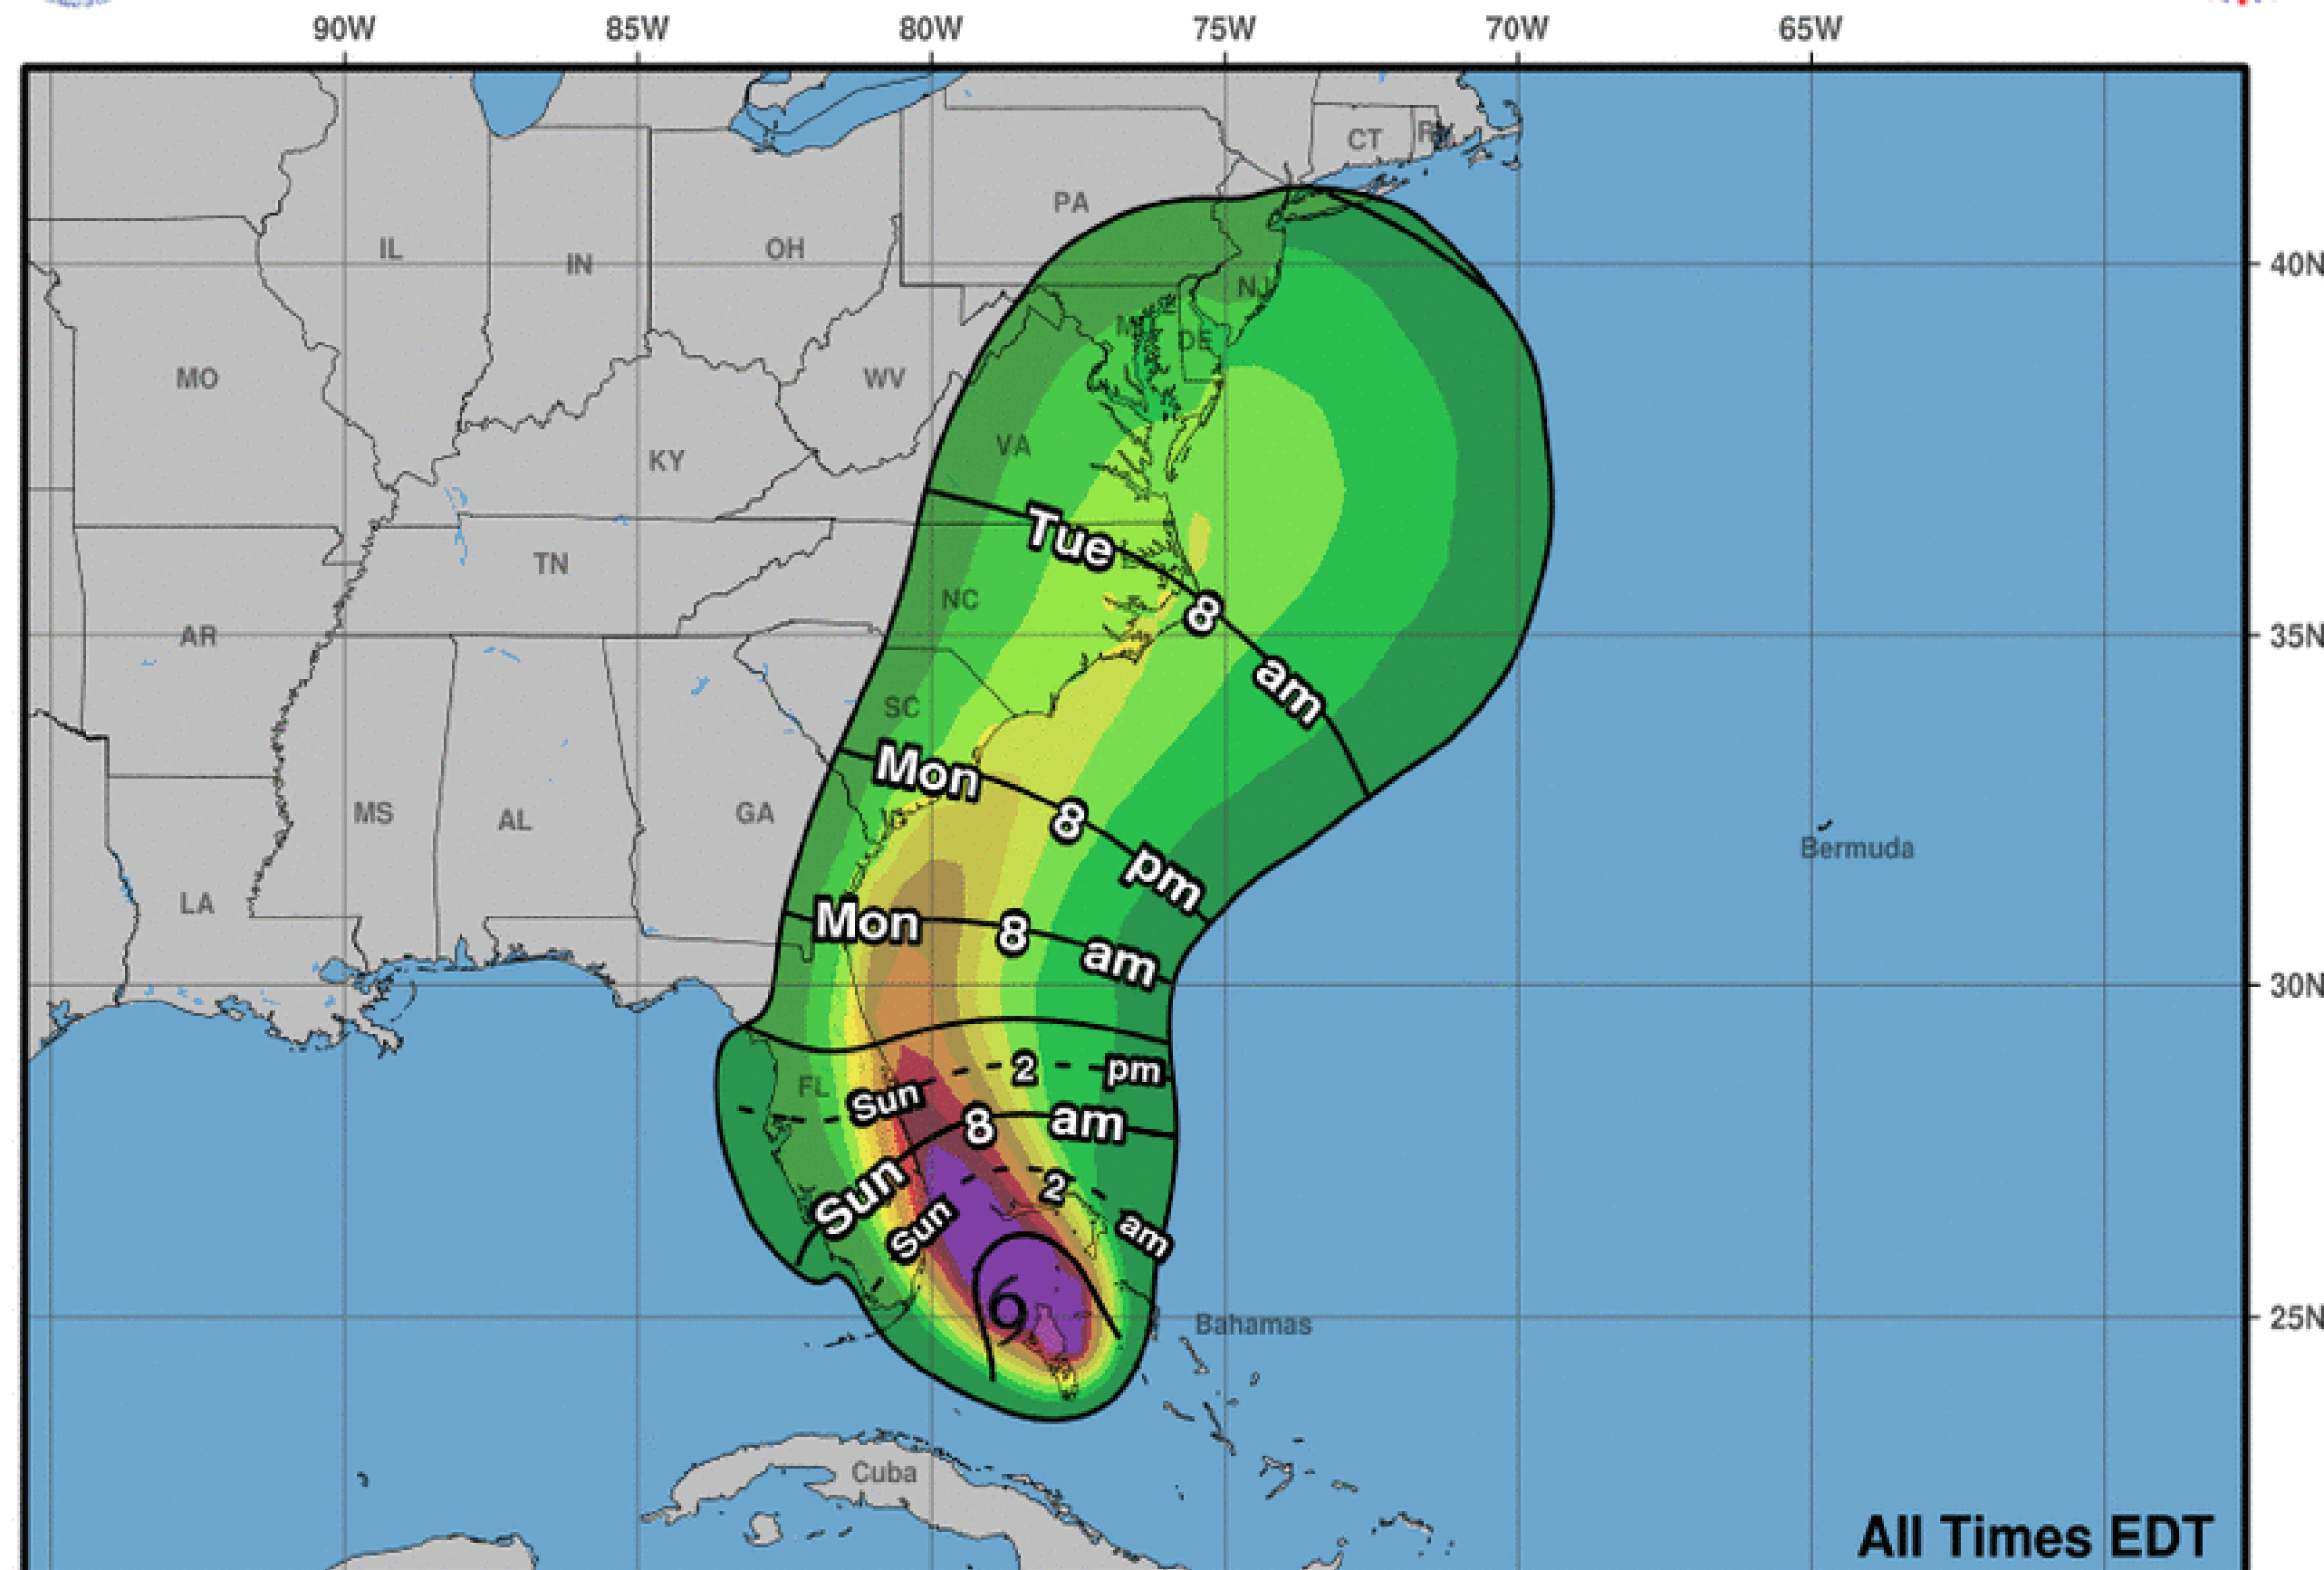 90W 85W 80W 75W 70W 65W
CT
PA
IL IN OH 40N
NJ
DE
MO WV
VA
KY
Tue
TN
NC 8
AR 35N
am
SC
Mon
MS AL GA 8
Bermuda
pm
LA
Mon 8 am
30N
2 pm
FL Sun
8 am
Sun 2
Sun am
25N
Bahamas
Cuba
All Times EDT